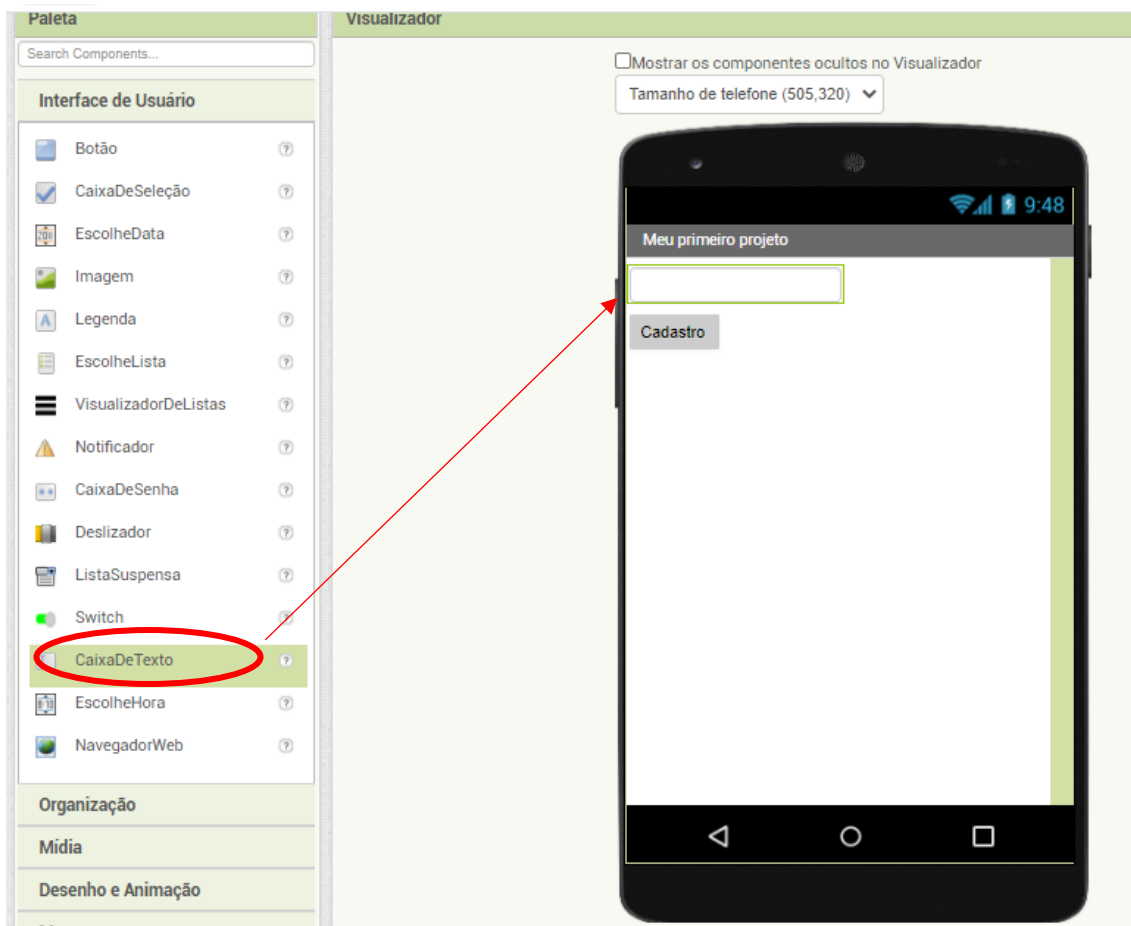 Paleta
Search Components...
Interface de Usuário
Botão
CaixaDeSeleção
EscolheData
Imagem
Legenda
EscolheLista
VisualizadorDeListas
Notificador
CaixaDeSenha
Deslizador
ListaSuspensa
Switch
CaixaDeTexto
EscolheHora
NavegadorWeb
Organização
Mídia
Desenho e Animação
Visualizador
Mostrar os componentes ocultos no Visualizador
Tamanho de telefone (505,320)
9:48
Meu primeiro projeto
Cadastro